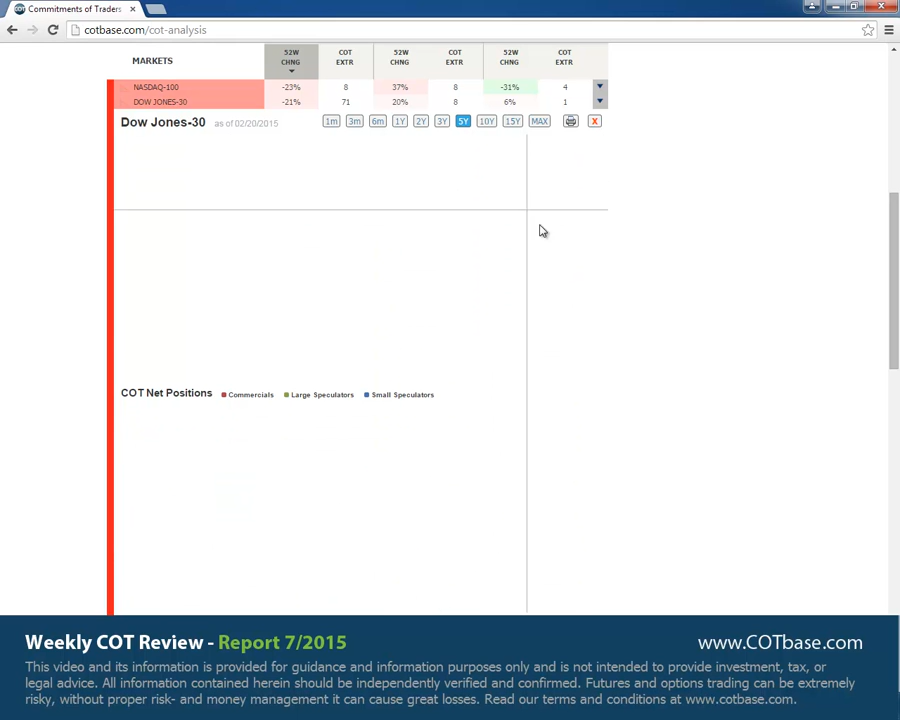 Commitments of Traders
cotbase.com/cot-analysis
MARKETS
52W CHNG
COT EXTR
52W CHNG
COT EXTR
52W CHNG
COT EXTR
NASDAQ-100 -23% 8 37% 8 -31% 4
DOW JONES-30 -21% 71 20% 8 6% 1
Dow Jones-30 as of 02/20/2015 1m 3m 6m 1Y 2Y 3Y 5Y 10Y 15Y MAX X
COT Net Positions Commercials Large Speculators Small Speculators
Weekly COT Review - Report 7/2015 www.COTbase.com
This video and its information is provided for guidance and information purposes only and is not intended to provide investment, tax, or
legal advice. All information contained herein should be independently verified and confirmed. Futures and options trading can be extremely
risky, without proper risk- and money management it can cause great losses. Read our terms and conditions at www.cotbase.com.